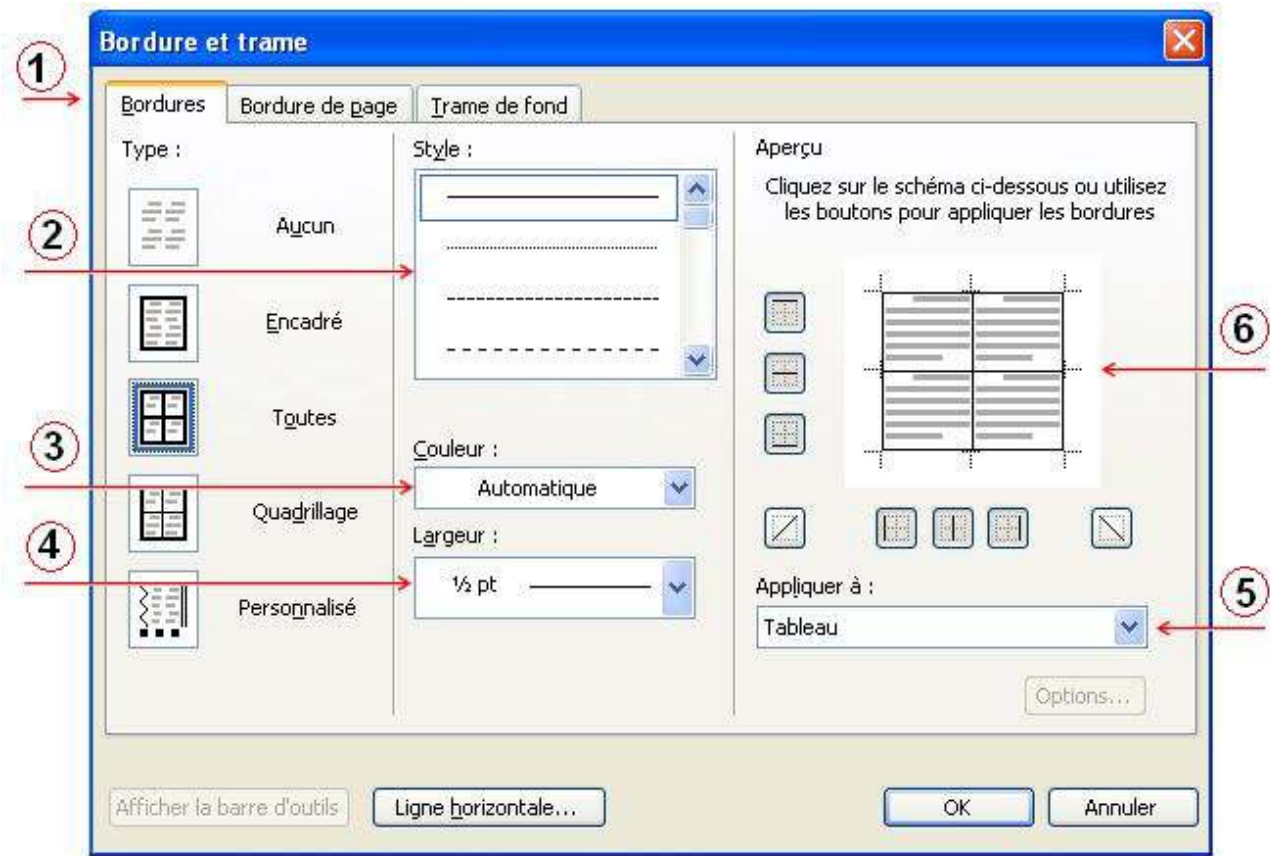 Bordure et trame
1
Bordures
Bordure de page
Trame de fond
Type :
Style :
Aperçu
Cliquez sur le schéma ci-dessous ou utilisez
les boutons pour appliquer les bordures
2
Aucun
Encadré
6
Toutes
3
Couleur :
Automatique
Quadrillage
4
Largeur :
½ pt
Appliquer à :
5
Personnalisé
Tableau
Options...
Afficher la barre d'outils
Ligne horizontale...
OK
Annuler